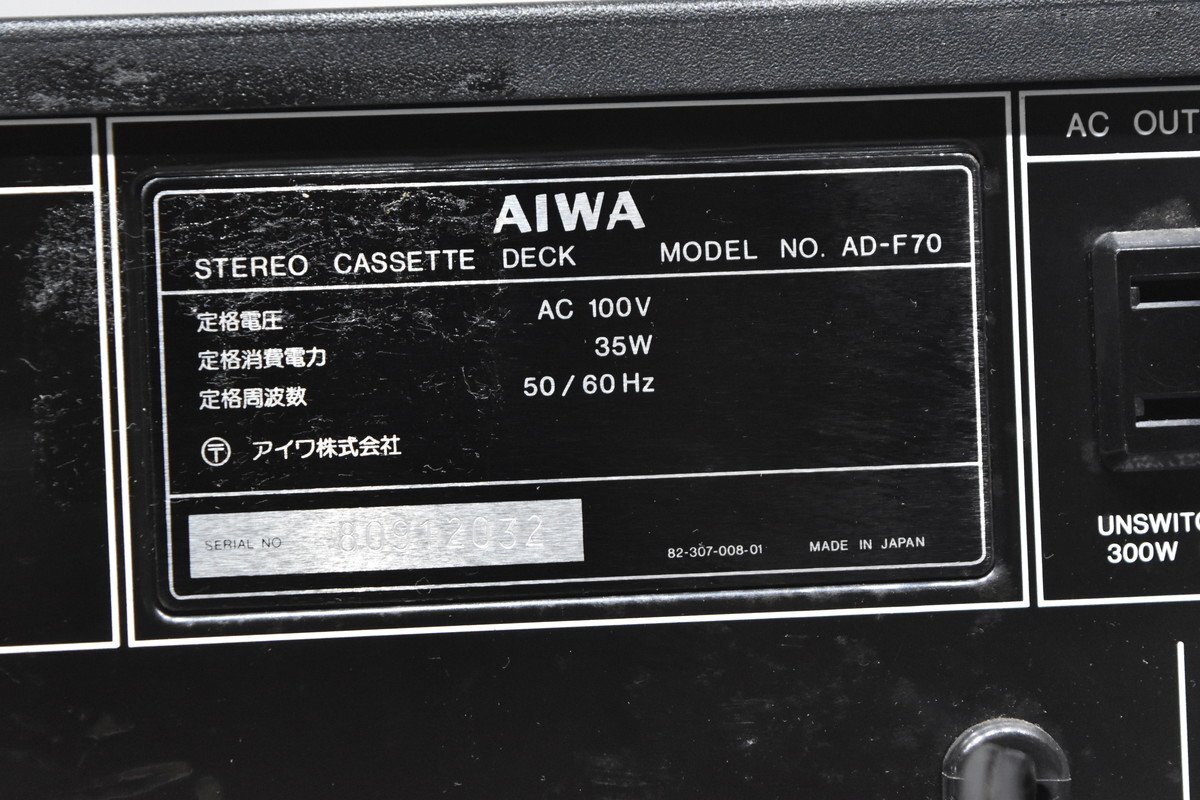 AIWA
STEREO CASSETTE DECK MODEL NO. AD-F70
定格電圧 AC 100V
定格消費電力 35W
定格周波数 50/60Hz
〶 アイワ株式会社
SERIAL NO 80912032
82-307-008-01 MADE IN JAPAN
AC OUT
UNSWITC
300W